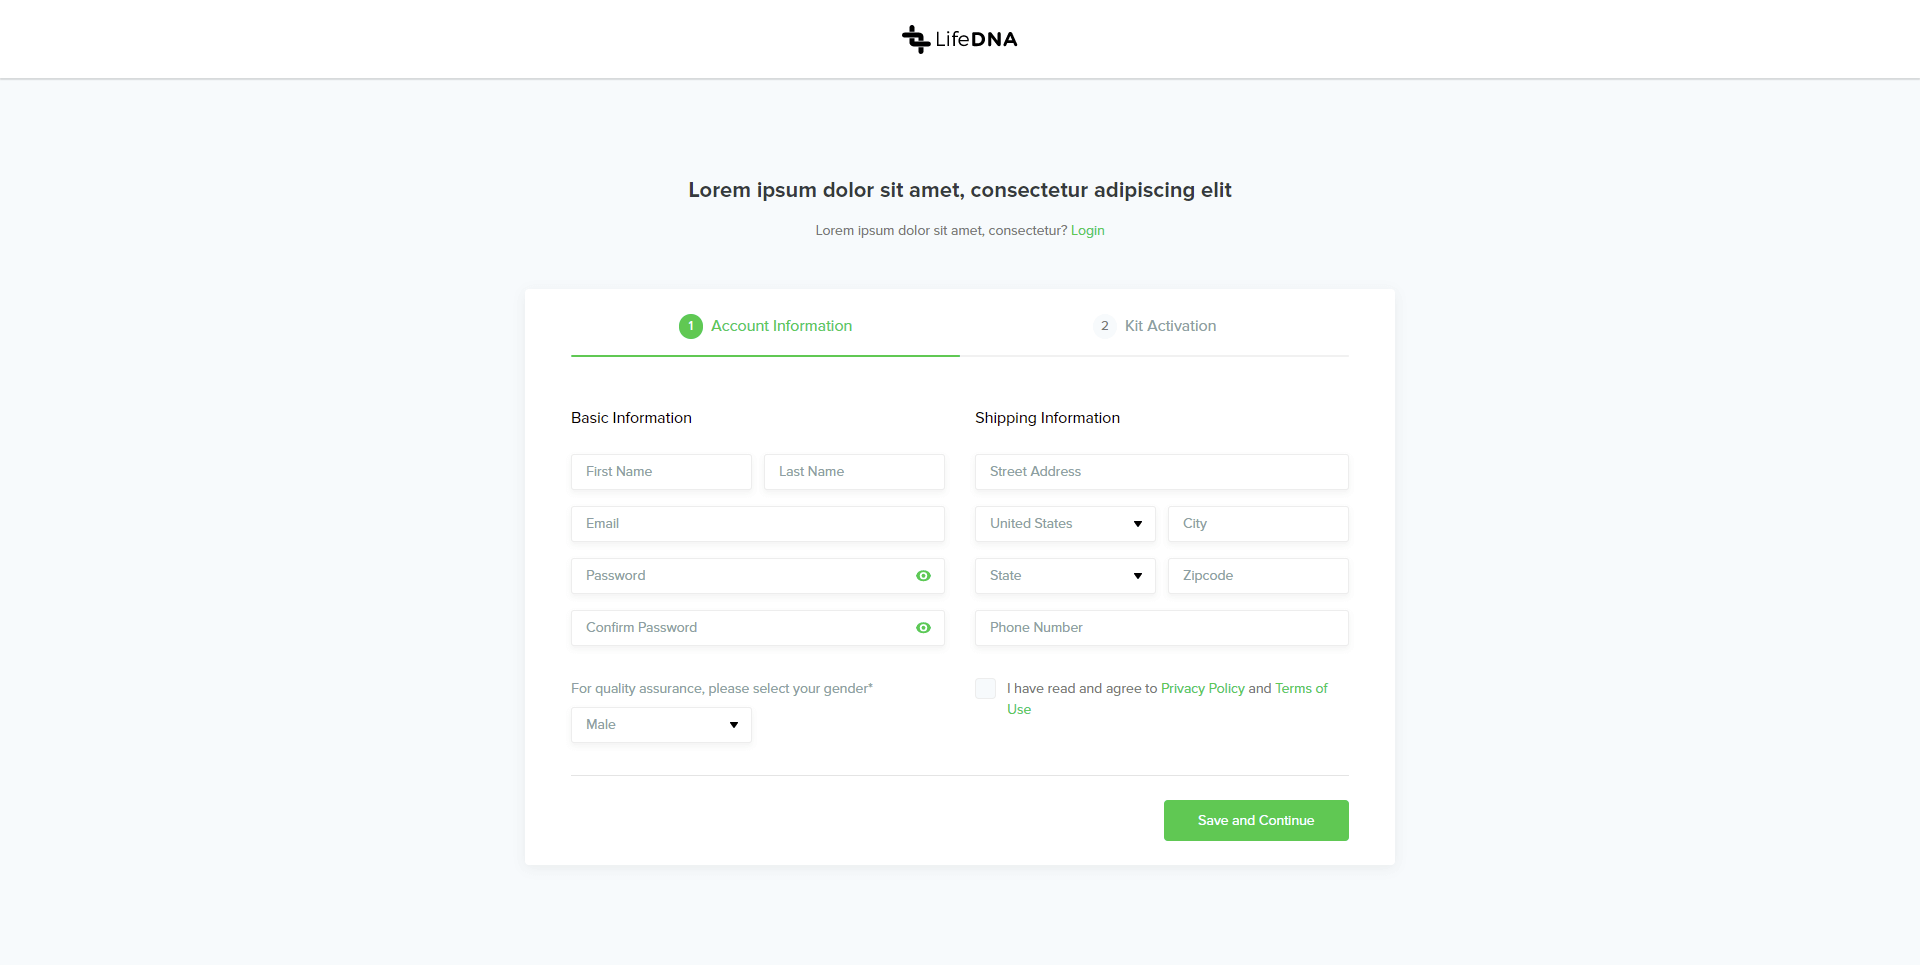 LifeDNA
Lorem ipsum dolor sit amet, consectetur adipiscing elit
Lorem ipsum dolor sit amet, consectetur? Login
1 Account Information
2 Kit Activation
Basic Information
Shipping Information
First Name
Last Name
Street Address
Email
United States
City
Password
State
Zipcode
Confirm Password
Phone Number
For quality assurance, please select your gender*
Male
I have read and agree to Privacy Policy and Terms of
Use
Save and Continue